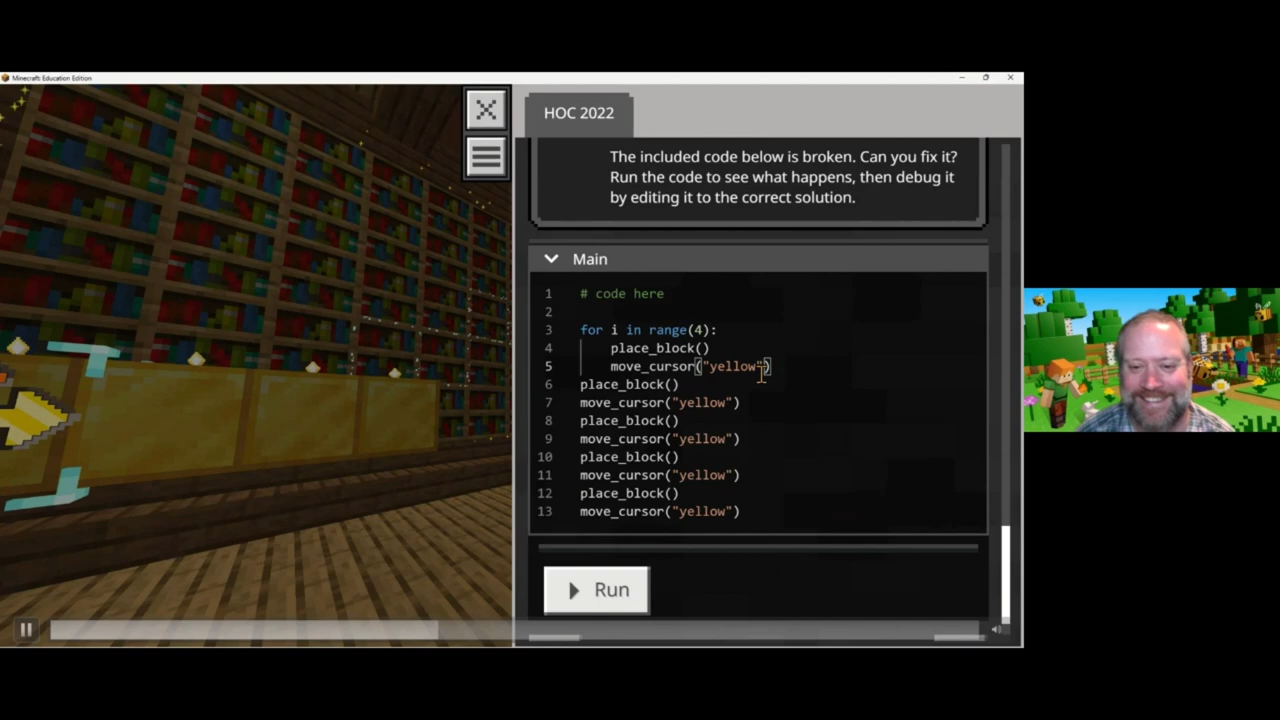 Minecraft Education Edition
HOC 2022
The included code below is broken. Can you fix it?
Run the code to see what happens, then debug it
by editing it to the correct solution.
Main
1 # code here
2
3 for i in range(4):
4 place_block()
5 move_cursor("yellow")
6 place_block()
7 move_cursor("yellow")
8 place_block()
9 move_cursor("yellow")
10 place_block()
11 move_cursor("yellow")
12 place_block()
13 move_cursor("yellow")
Run